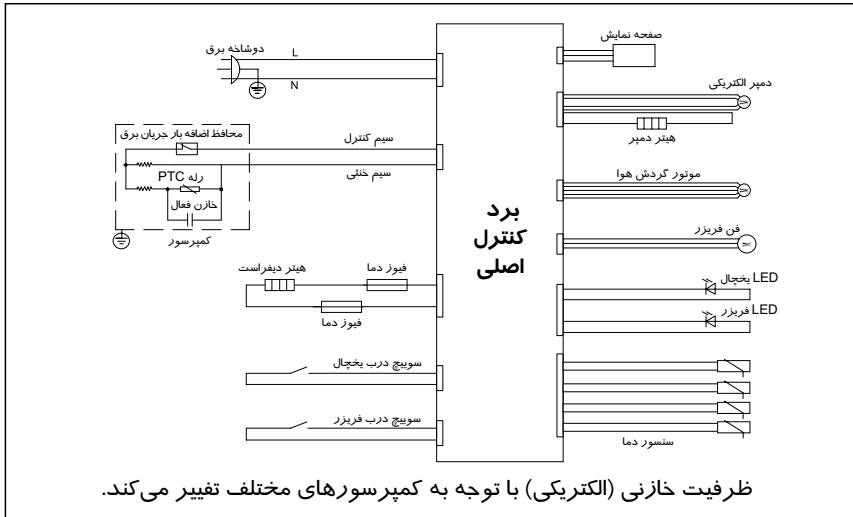 دوشاخه برق
L
N
محافظ اضافه بار جریان برق
سیم کنترل
سیم خنثی
رله PTC
خازن فعال
کمپرسور
هیتر دیفراست
فیوز دما
فیوز دما
سوییچ درب یخچال
سوییچ درب فریزر
برد
کنترل
اصلی
صفحه نمایش
دمپر الکتریکی
هیتر دمپر
موتور گردش هوا
فن فریزر
LED یخچال
LED فریزر
سنسور دما
ظرفیت خازنی (الکتریکی) با توجه به کمپرسورهای مختلف تغییر می‌کند.